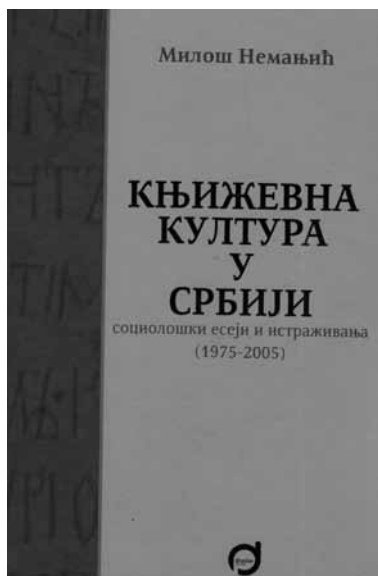 Милош Немањић
КЊИЖЕВНА
КУЛТУРА
У
СРБИЈИ
социолошки есеји и истраживања
(1975-2005)